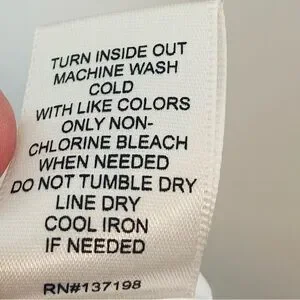 TURN INSIDE OUT
MACHINE WASH
COLD
WITH LIKE COLORS
ONLY NON-
CHLORINE BLEACH
WHEN NEEDED
DO NOT TUMBLE DRY
LINE DRY
COOL IRON
IF NEEDED
RN#137198